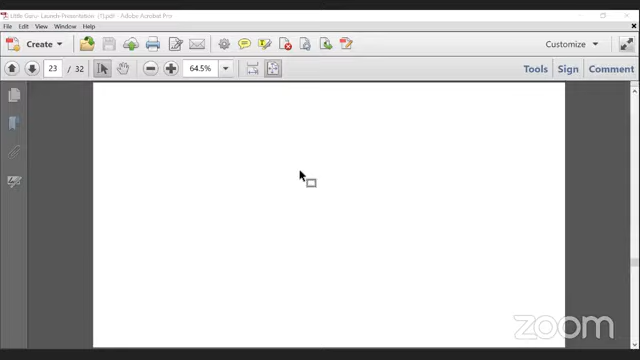 Little Guru- Launch-Presentation- (1).pdf - Adobe Acrobat Pro
File Edit View Window Help
Create Customize
23 / 32 64.5% Tools Sign Comment
zoom